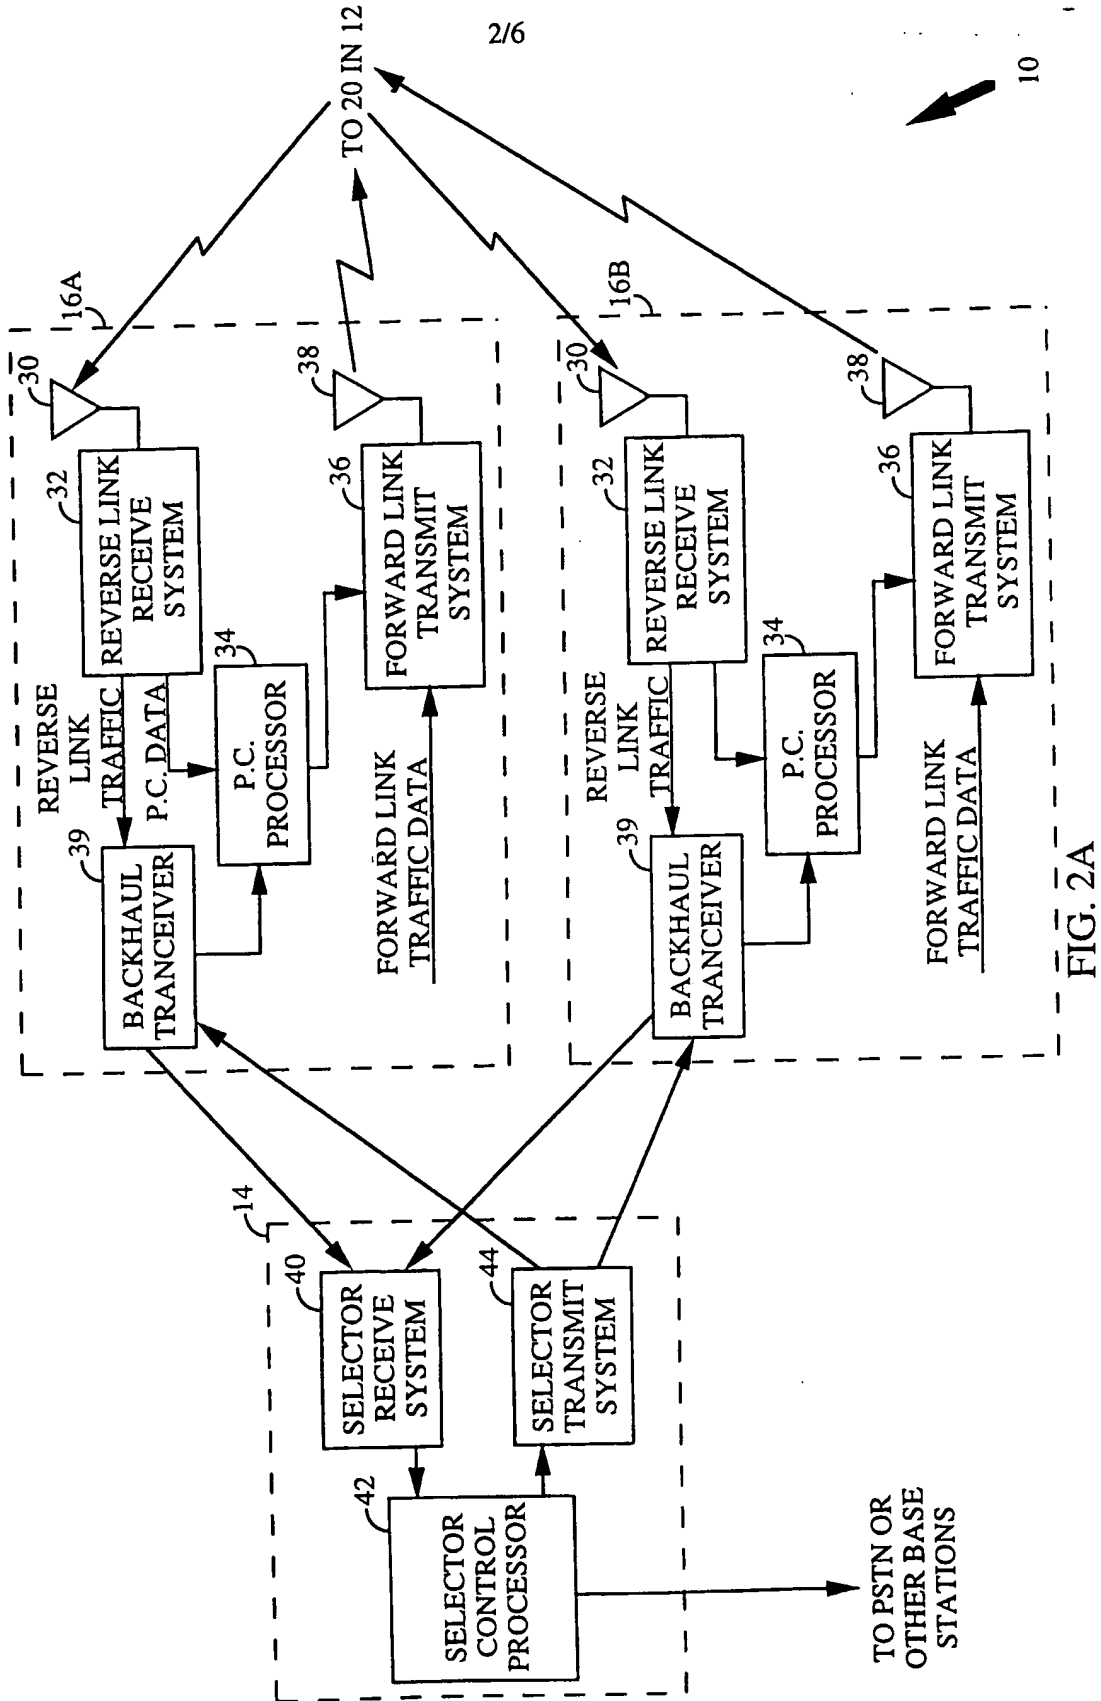 2/6
10
TO 20 IN 12
16A
30
32
REVERSE LINK
RECEIVE
SYSTEM
REVERSE
LINK
TRAFFIC
P.C. DATA
34
P.C.
PROCESSOR
39
BACKHAUL
TRANCEIVER
38
36
FORWARD LINK
TRANSMIT
SYSTEM
FORWARD LINK
TRAFFIC DATA
16B
30
32
REVERSE LINK
RECEIVE
SYSTEM
REVERSE
LINK
TRAFFIC
34
P.C.
PROCESSOR
39
BACKHAUL
TRANCEIVER
38
36
FORWARD LINK
TRANSMIT
SYSTEM
FORWARD LINK
TRAFFIC DATA
14
40
SELECTOR
RECEIVE
SYSTEM
44
SELECTOR
TRANSMIT
SYSTEM
42
SELECTOR
CONTROL
PROCESSOR
TO PSTN OR
OTHER BASE
STATIONS
FIG. 2A